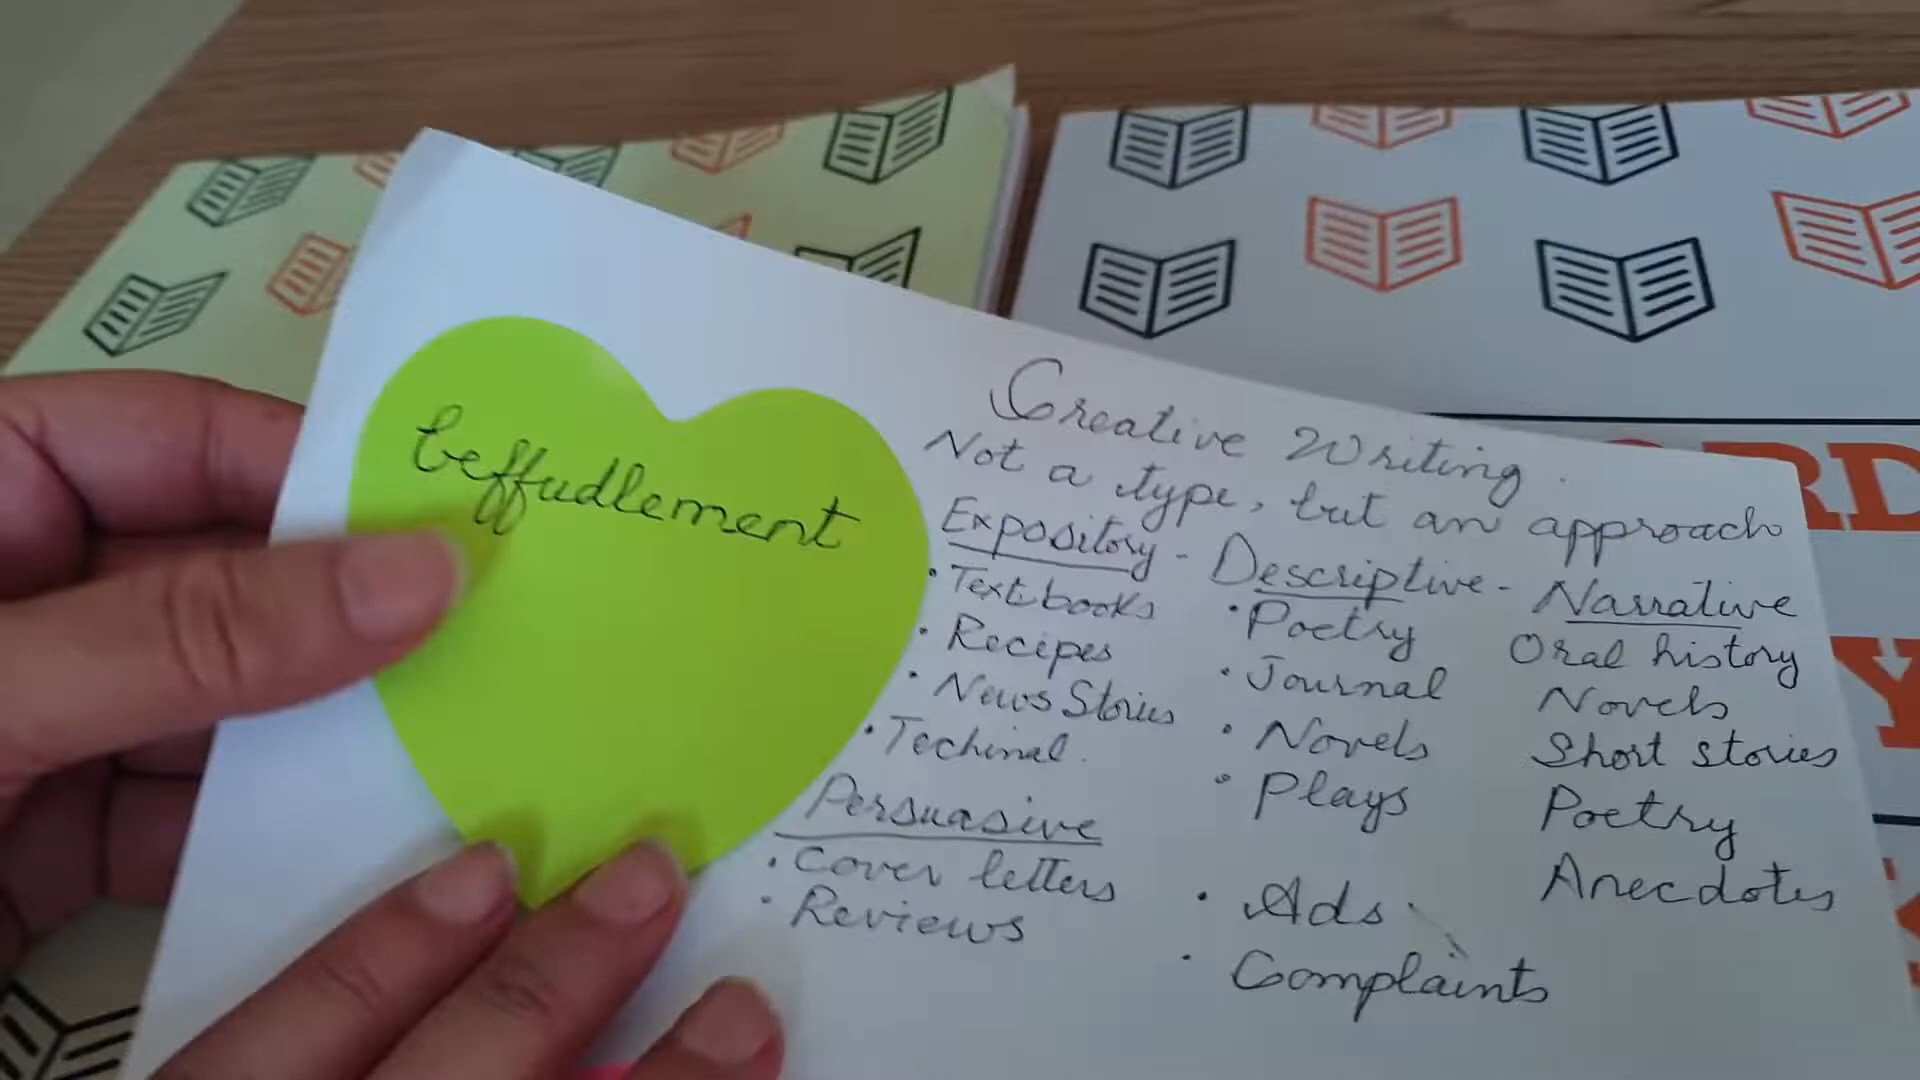 beffudlement
Creative Writing.
Not a type, but an approach
Expository - Descriptive - Narrative
• Textbooks
• Recipes
• News Stories
• Techinal.
• Poetry
• Journal
• Novels
• Plays
Oral history
Novels
Short stories
Poetry
Anecdotes
Persuasive
• Cover letters
• Reviews
• Ads
• Complaints
RD
Y